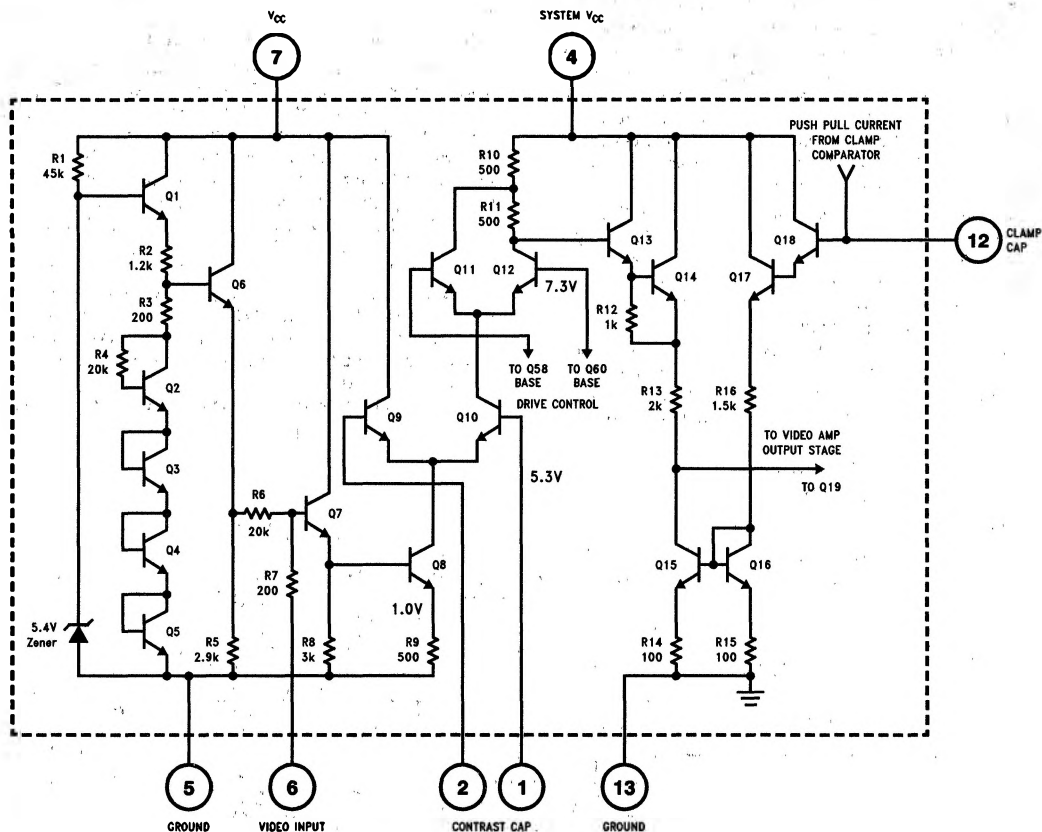 VCC
7
SYSTEM VCC
4
PUSH PULL CURRENT
FROM CLAMP
COMPARATOR
R1
45k
Q1
R2
1.2k
R3
200
R4
20k
Q2
Q3
Q4
Q5
5.4V
Zener
Q6
R5
2.9k
R6
20k
R7
200
Q7
R8
3k
Q8
1.0V
R9
500
Q9
Q10
5.3V
R10
500
R11
500
Q11
Q12
7.3V
TO Q58
BASE
TO Q60
BASE
DRIVE CONTROL
Q13
Q14
R12
1k
R13
2k
Q18
Q17
R16
1.5k
12
CLAMP
CAP
TO VIDEO AMP
OUTPUT STAGE
TO Q19
Q15
Q16
R14
100
R15
100
5
GROUND
6
VIDEO INPUT
2
1
CONTRAST CAP
13
GROUND